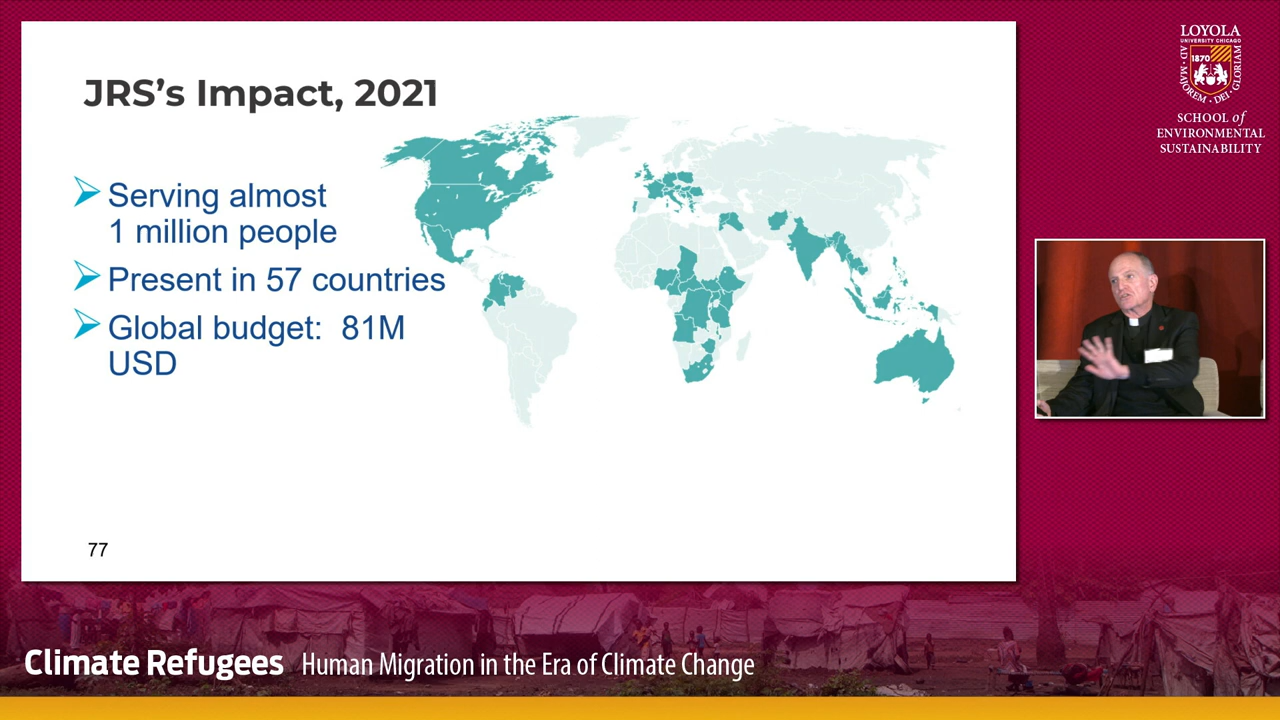 JRS’s Impact, 2021
Serving almost
1 million people
Present in 57 countries
Global budget: 81M
USD
77
LOYOLA
UNIVERSITY CHICAGO
1870
AD • MAJOREM • DEI • GLORIAM
SCHOOL of
ENVIRONMENTAL
SUSTAINABILITY
Climate Refugees Human Migration in the Era of Climate Change